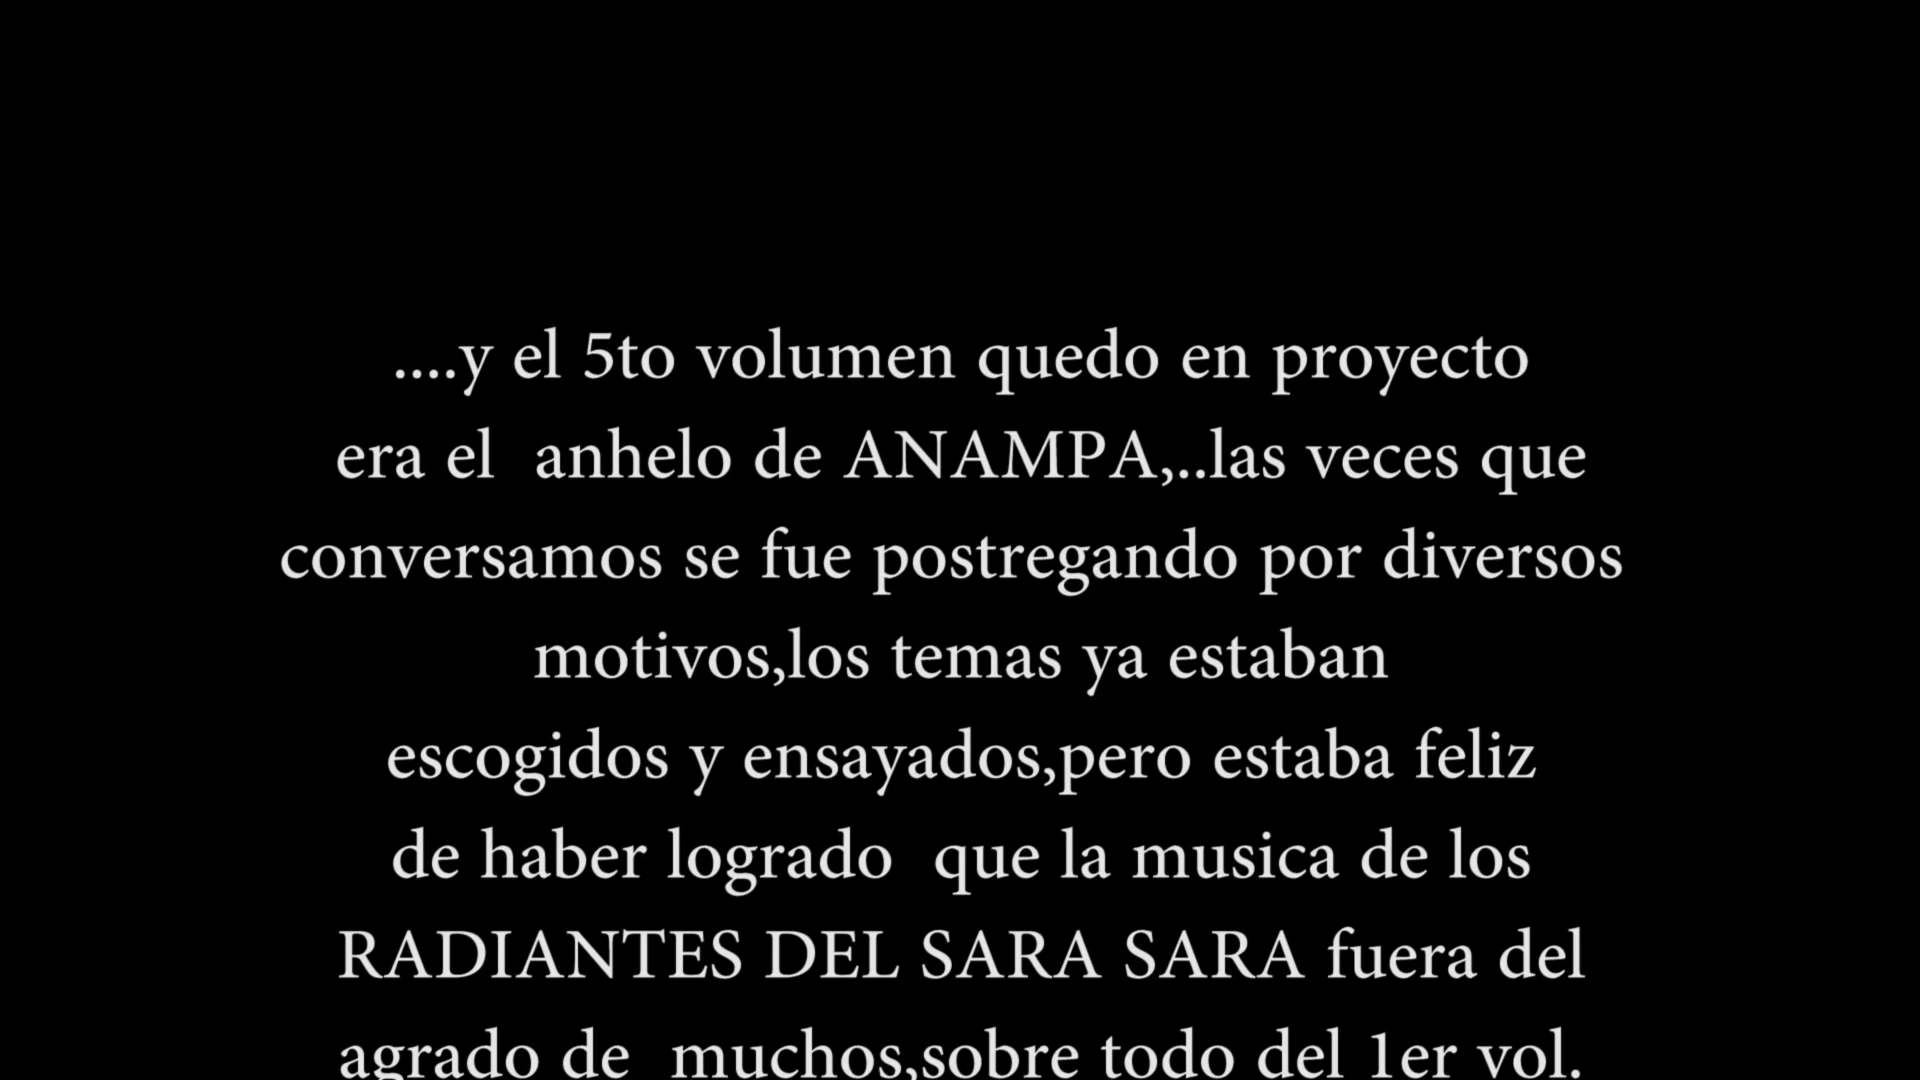 ....y el 5to volumen quedo en proyecto
era el  anhelo de ANAMPA,..las veces que
conversamos se fue postregando por diversos
motivos,los temas ya estaban
escogidos y ensayados,pero estaba feliz
de haber logrado  que la musica de los
RADIANTES DEL SARA SARA fuera del
agrado de  muchos,sobre todo del 1er vol.